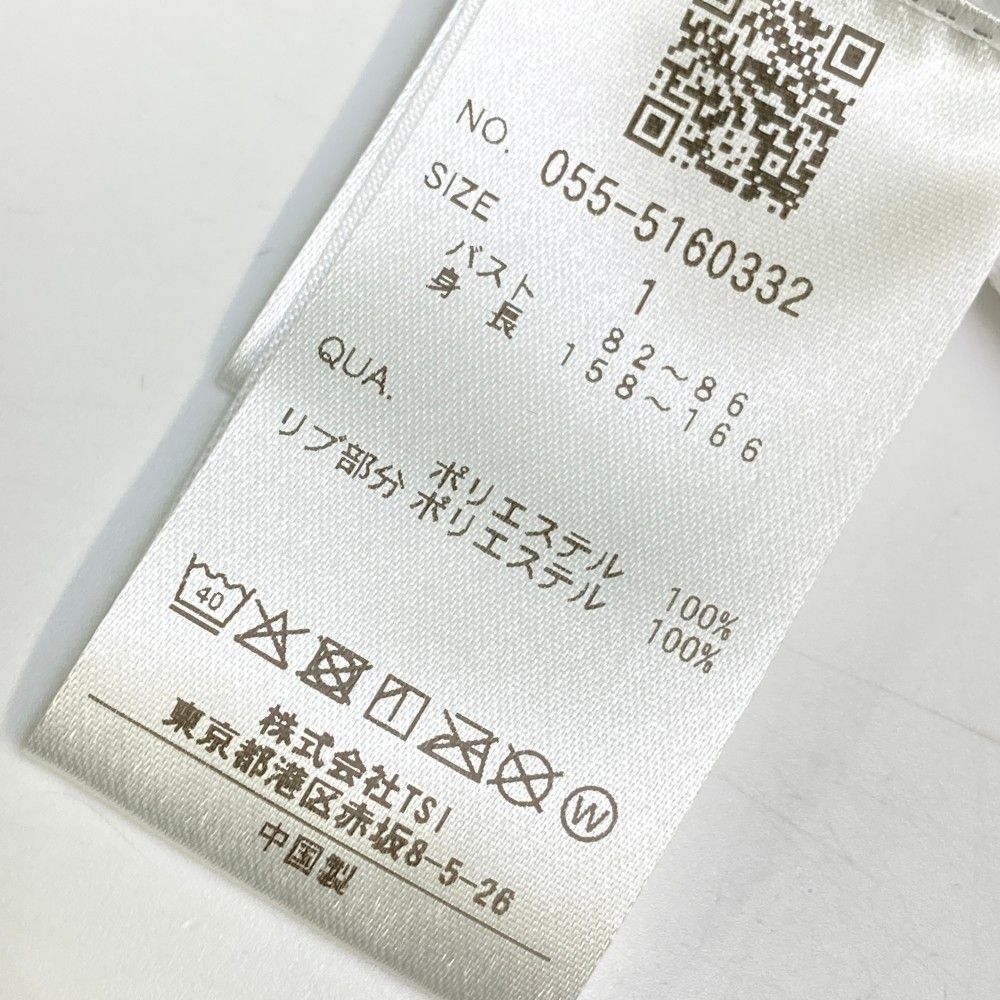 NO. 055-5160332
SIZE 1
バスト 82～86
身長 158～166
QUA.
ポリエステル 100%
リブ部分 ポリエステル 100%
40
W
株式会社TSI
東京都港区赤坂8-5-26
中国製